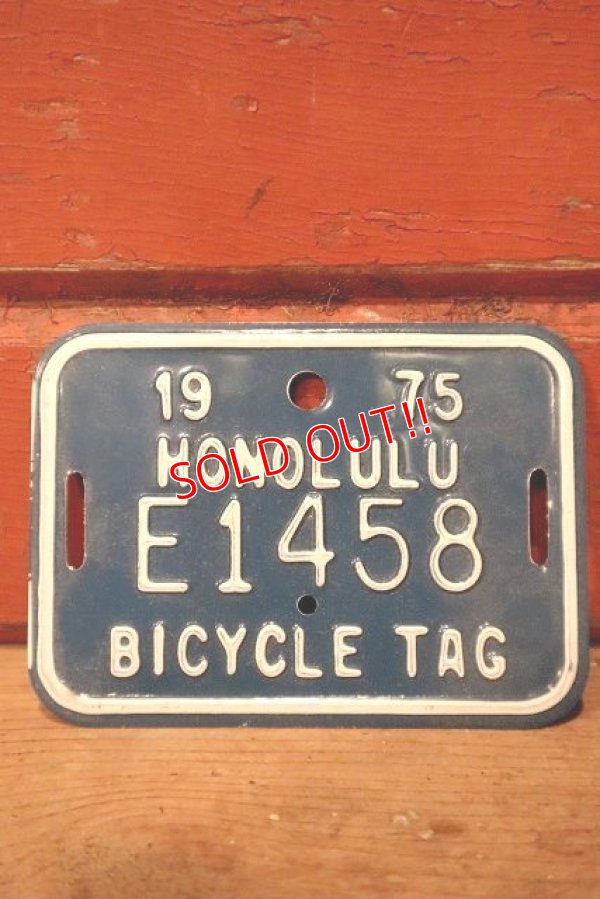 19 75
HONOLULU
SOLD OUT!!
E1458
BICYCLE TAG